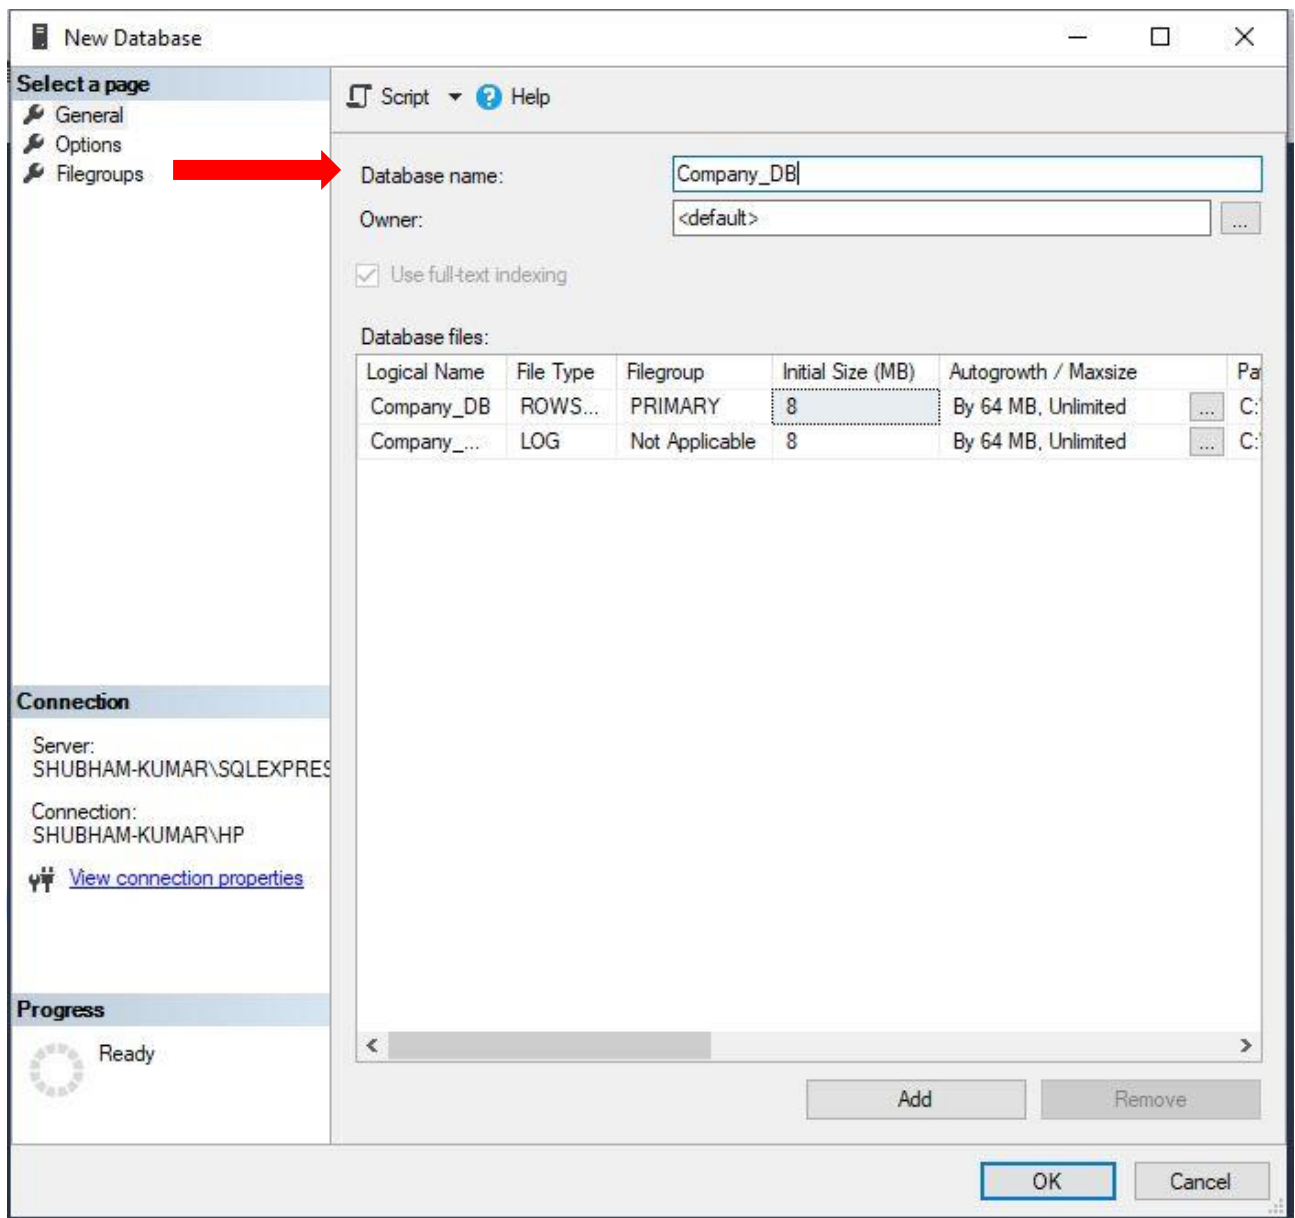 New Database
Select a page
General
Options
Filegroups
Script
Help
Database name:
Company_DB
Owner:
<default>
...
Use full-text indexing
Database files:
Logical Name File Type Filegroup Initial Size (MB) Autogrowth / Maxsize Pa
Company_DB ROWS... PRIMARY 8 By 64 MB, Unlimited ... C:
Company_... LOG Not Applicable 8 By 64 MB, Unlimited ... C:
Connection
Server:
SHUBHAM-KUMAR\SQLEXPRES
Connection:
SHUBHAM-KUMAR\HP
View connection properties
Progress
Ready
Add
Remove
OK
Cancel